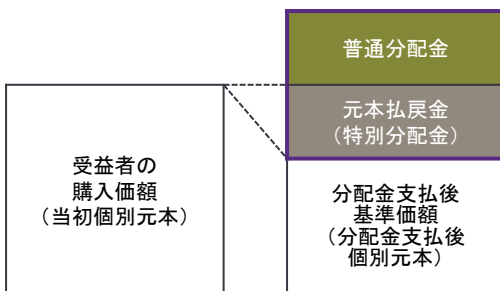 普通分配金
元本払戻金
（特別分配金）
受益者の
購入価額
（当初個別元本）
分配金支払後
基準価額
（分配金支払後
個別元本）